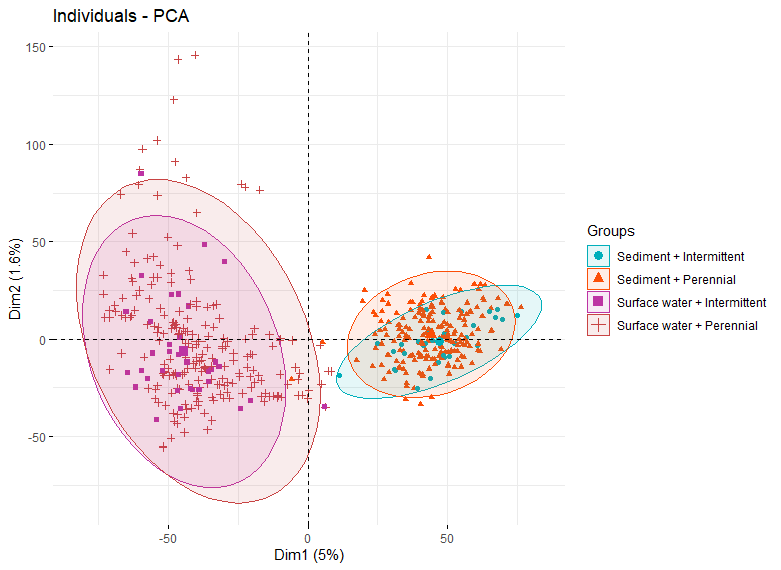 Individuals - PCA
150
100
50
0
-50
Dim2 (1.6%)
-50
0
50
Dim1 (5%)
Groups
Sediment + Intermittent
Sediment + Perennial
Surface water + Intermittent
Surface water + Perennial